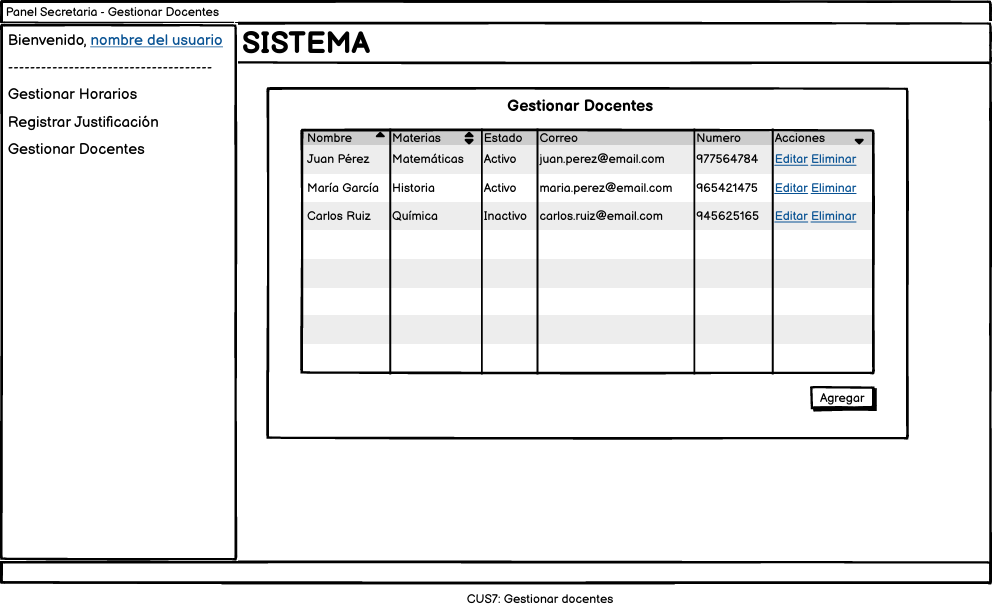 Panel Secretaria - Gestionar Docentes
Bienvenido, nombre del usuario
------------------------------------
Gestionar Horarios
Registrar Justificación
Gestionar Docentes
SISTEMA
Gestionar Docentes
Nombre Materias Estado Correo Numero Acciones
Juan Pérez Matemáticas Activo juan.perez@email.com 977564784 Editar Eliminar
María García Historia Activo maria.perez@email.com 965421475 Editar Eliminar
Carlos Ruiz Química Inactivo carlos.ruiz@email.com 945625165 Editar Eliminar
Agregar
CUS7: Gestionar docentes